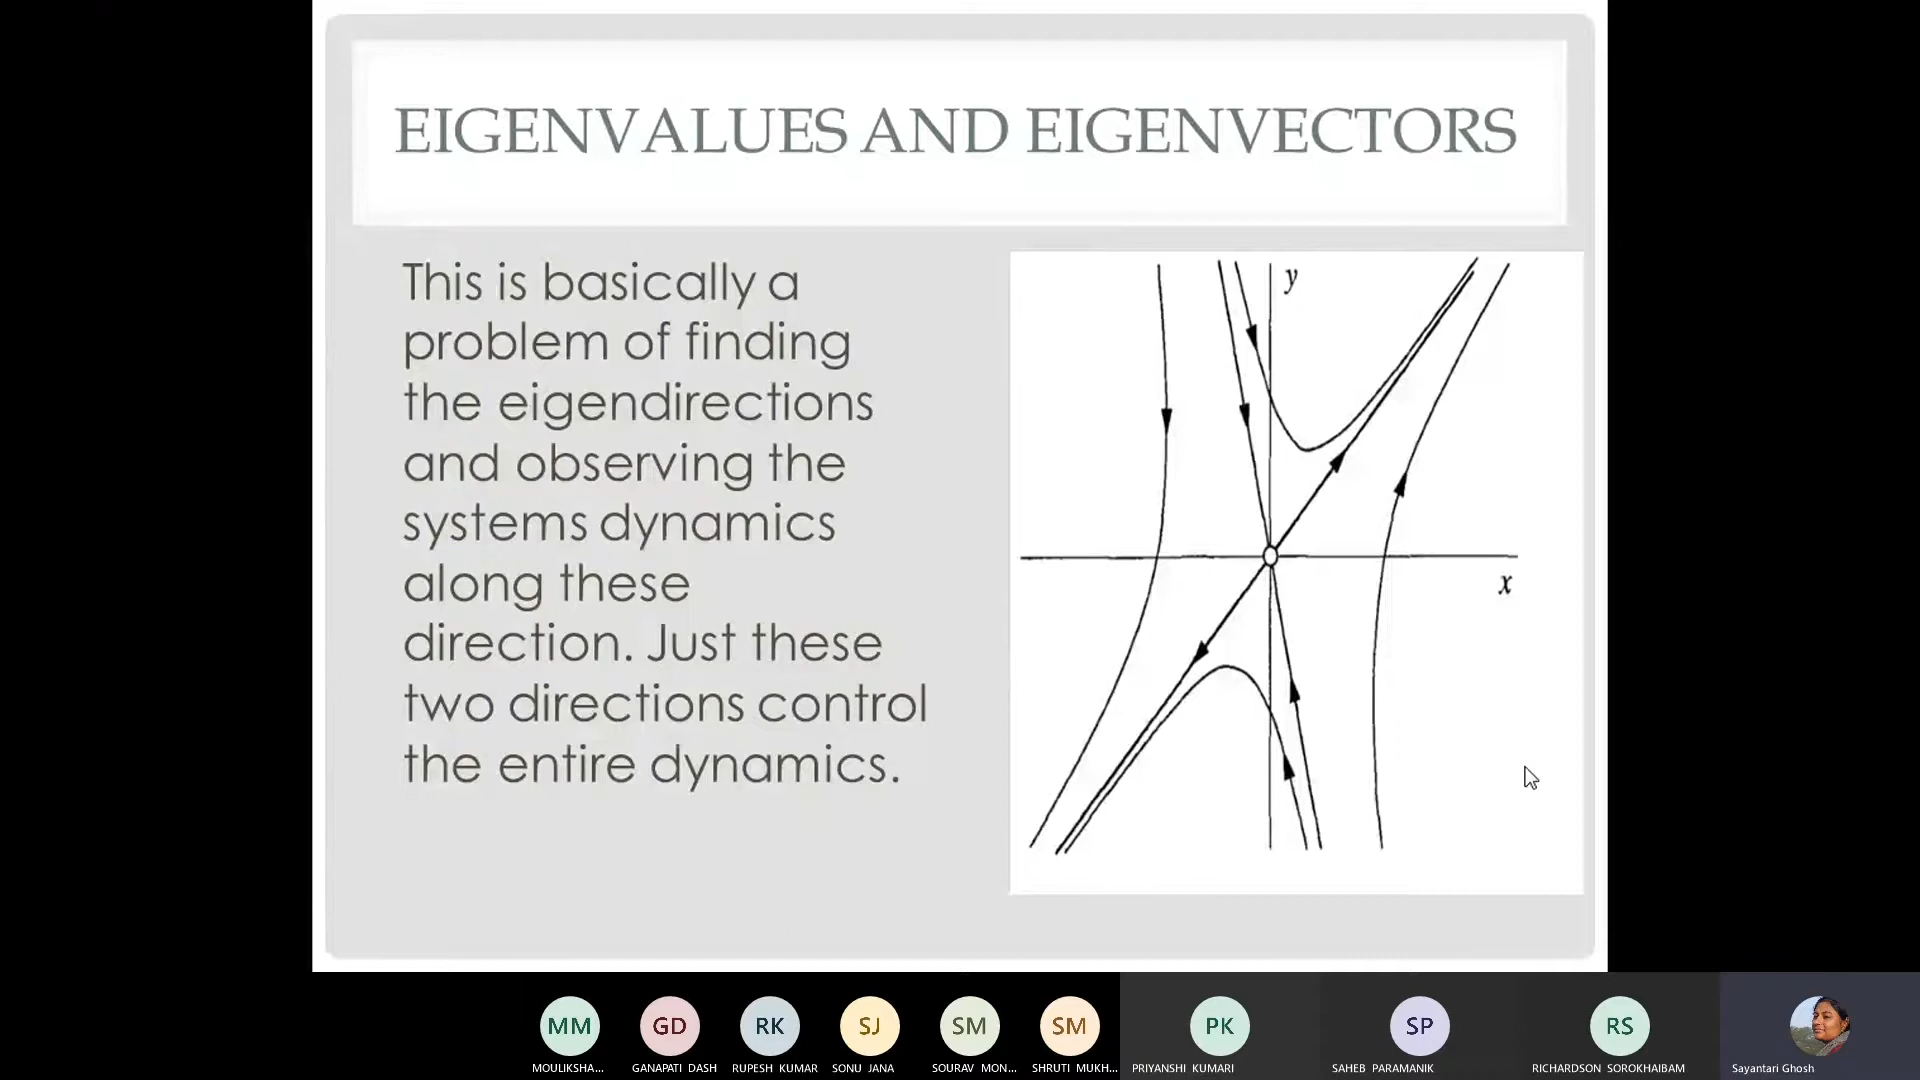 EIGENVALUES AND EIGENVECTORS
This is basically a
problem of finding
the eigendirections
and observing the
systems dynamics
along these
direction. Just these
two directions control
the entire dynamics.
y
x
MM
GD
RK
SJ
SM
SM
PK
SP
RS
MOULIKSHA...
GANAPATI DASH
RUPESH KUMAR
SONU JANA
SOURAV MON...
SHRUTI MUKH...
PRIYANSHI KUMARI
SAHEB PARAMANIK
RICHARDSON SOROKHAIBAM
Sayantari Ghosh